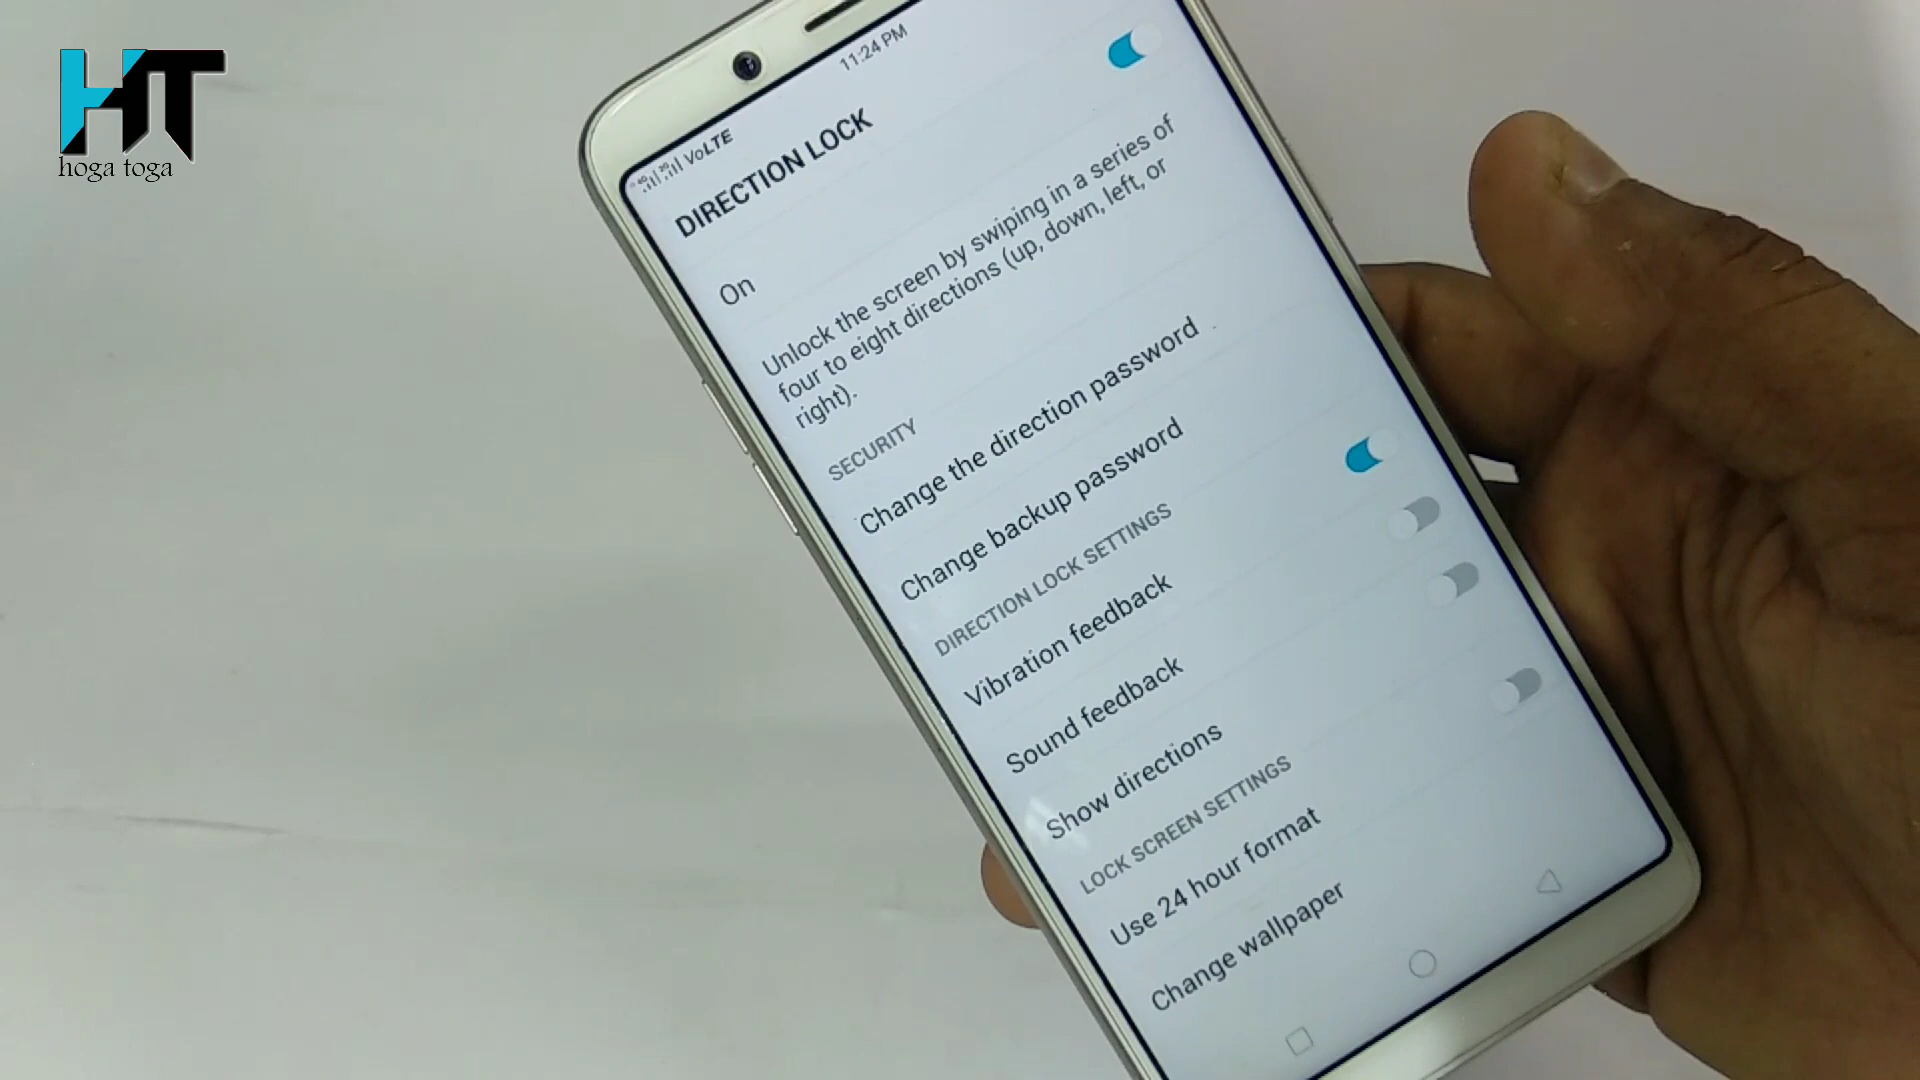 HT
hoga toga
VoLTE
11:24 PM
DIRECTION LOCK
On
Unlock the screen by swiping in a series of
four to eight directions (up, down, left, or
right).
SECURITY
Change the direction password
Change backup password
DIRECTION LOCK SETTINGS
Vibration feedback
Sound feedback
Show directions
LOCK SCREEN SETTINGS
Use 24 hour format
Change wallpaper